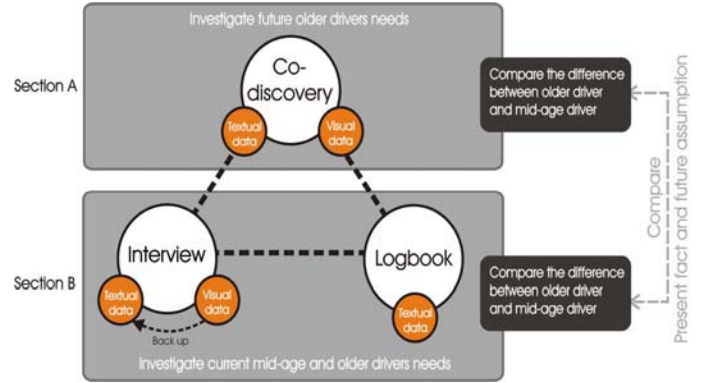 Investigate future older drivers needs
Section A
Co-
discovery
Textual
data
Visual
data
Compare the difference
between older driver
and mid-age driver
Section B
Interview
Textual
data
Visual
data
Back up
Logbook
Textual
data
Compare the difference
between older driver
and mid-age driver
Investigate current mid-age and older drivers needs
Compare
Present fact and future assumption